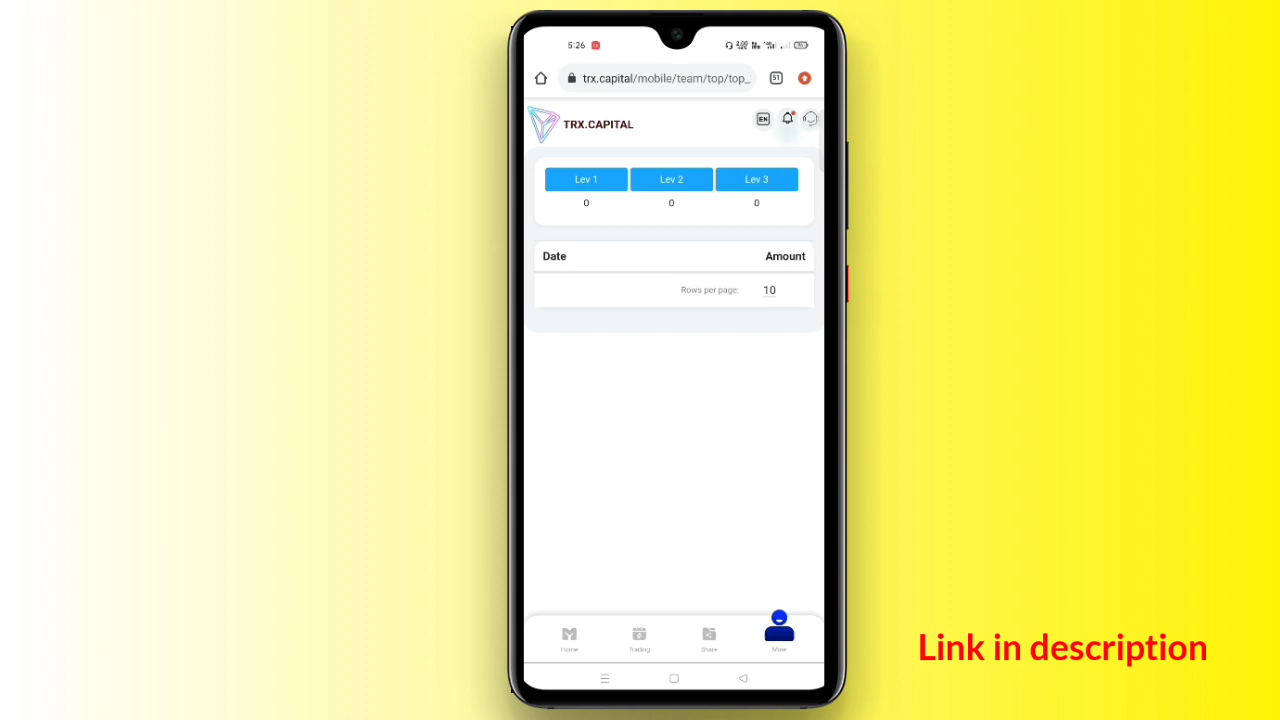 5:26
trx.capital/mobile/team/top/top_
51
TRX.CAPITAL
EN
Lev 1 Lev 2 Lev 3
0 0 0
Date Amount
Rows per page: 10
Home Trading Share Mine
Link in description